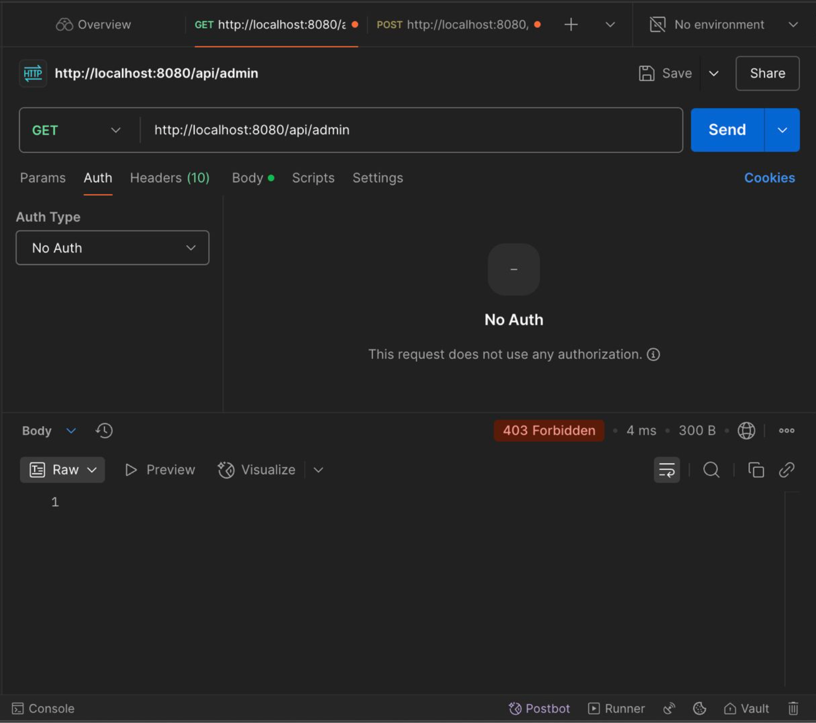 Overview
GET http://localhost:8080/a
POST http://localhost:8080,
No environment
HTTP http://localhost:8080/api/admin
Save
Share
GET
http://localhost:8080/api/admin
Send
Params Auth Headers (10) Body Scripts Settings
Cookies
Auth Type
No Auth
No Auth
This request does not use any authorization.
Body
403 Forbidden • 4 ms • 300 B
Raw Preview Visualize
1
Console
Postbot Runner Vault